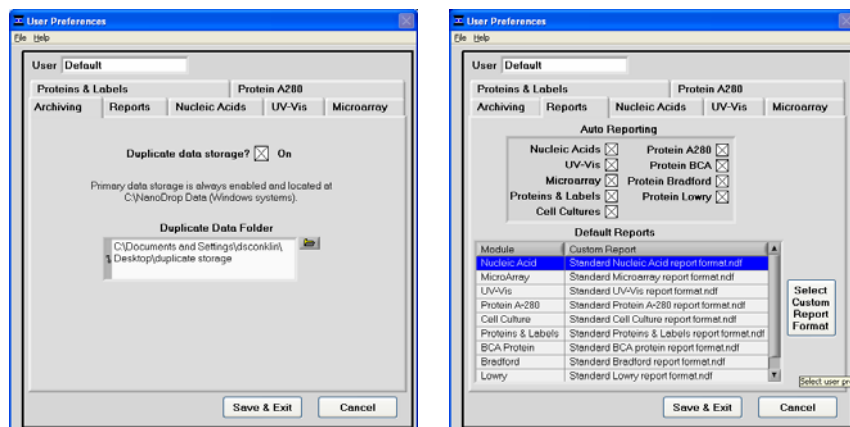 User Preferences
File Help
User Default
Proteins & Labels Protein A280
Archiving Reports Nucleic Acids UV-Vis Microarray
Duplicate data storage? On
Primary data storage is always enabled and located at
C:\NanoDrop Data (Windows systems).
Duplicate Data Folder
C:\Documents and Settings\dsconklin\
Desktop\duplicate storage
Save & Exit Cancel
User Preferences
File Help
User Default
Proteins & Labels Protein A280
Archiving Reports Nucleic Acids UV-Vis Microarray
Auto Reporting
Nucleic Acids Protein A280
UV-Vis Protein BCA
Microarray Protein Bradford
Proteins & Labels Protein Lowry
Cell Cultures
Default Reports
Module Custom Report
Nucleic Acid Standard Nucleic Acid report format.ndf
MicroArray Standard Microarray report format.ndf
UV-Vis Standard UV-Vis report format.ndf
Protein A-280 Standard Protein A-280 report format.ndf
Cell Culture Standard Cell Culture report format.ndf
Proteins & Labels Standard Proteins & Labels report format.ndf
BCA Protein Standard BCA protein report format.ndf
Bradford Standard Bradford report format.ndf
Lowry Standard Lowry report format.ndf
Select
Custom
Report
Format
Select user pr
Save & Exit Cancel